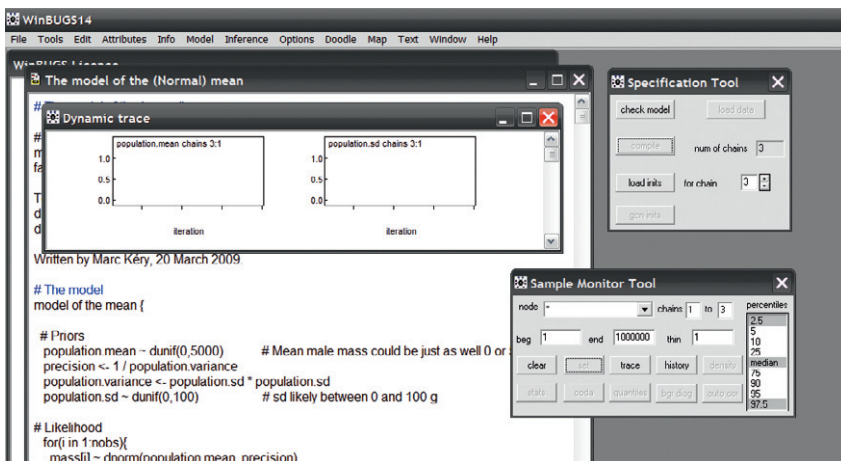 WinBUGS14
File Tools Edit Attributes Info Model Inference Options Doodle Map Text Window Help
The model of the (Normal) mean
Dynamic trace
population.mean chains 3:1
1.0
0.5
0.0
iteration
population.sd chains 3:1
1.0
0.5
0.0
iteration
Written by Marc Kéry, 20 March 2009
# The model
model of the mean {
# Priors
population.mean ~ dunif(0,5000) # Mean male mass could be just as well 0 or
precision <- 1 / population.variance
population.variance <- population.sd * population.sd
population.sd ~ dunif(0,100) # sd likely between 0 and 100 g
# Likelihood
for(i in 1:nobs){
mass[i] ~ dnorm(population.mean, precision)
Specification Tool
check model load data
compile num of chains 3
load inits for chain 3
gen inits
Sample Monitor Tool
node * chains 1 to 3 percentiles
beg 1 end 1000000 thin 1
clear set trace history density
stats coda quantiles bgr diag auto cor
2.5
5
10
25
median
75
90
95
97.5